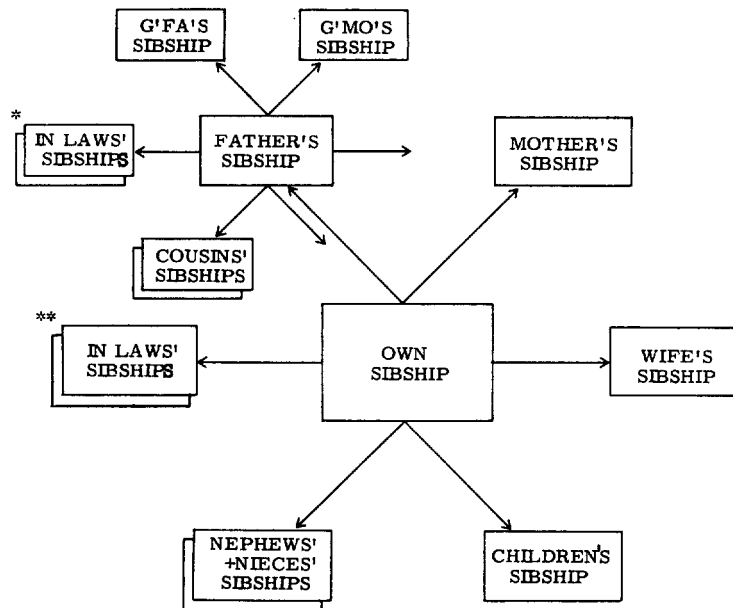 G'FA'S
SIBSHIP
G'MO'S
SIBSHIP
*
IN LAWS'
SIBSHIPS
FATHER'S
SIBSHIP
MOTHER'S
SIBSHIP
COUSINS'
SIBSHIPS
**
IN LAWS'
SIBSHIPS
OWN
SIBSHIP
WIFE'S
SIBSHIP
NEPHEWS'
+NIECES'
SIBSHIPS
CHILDREN'S
SIBSHIP